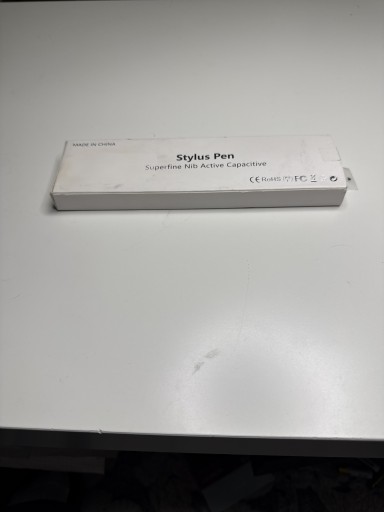 MADE IN CHINA
Stylus Pen
Superfine Nib Active Capacitive
CE RoHS FC